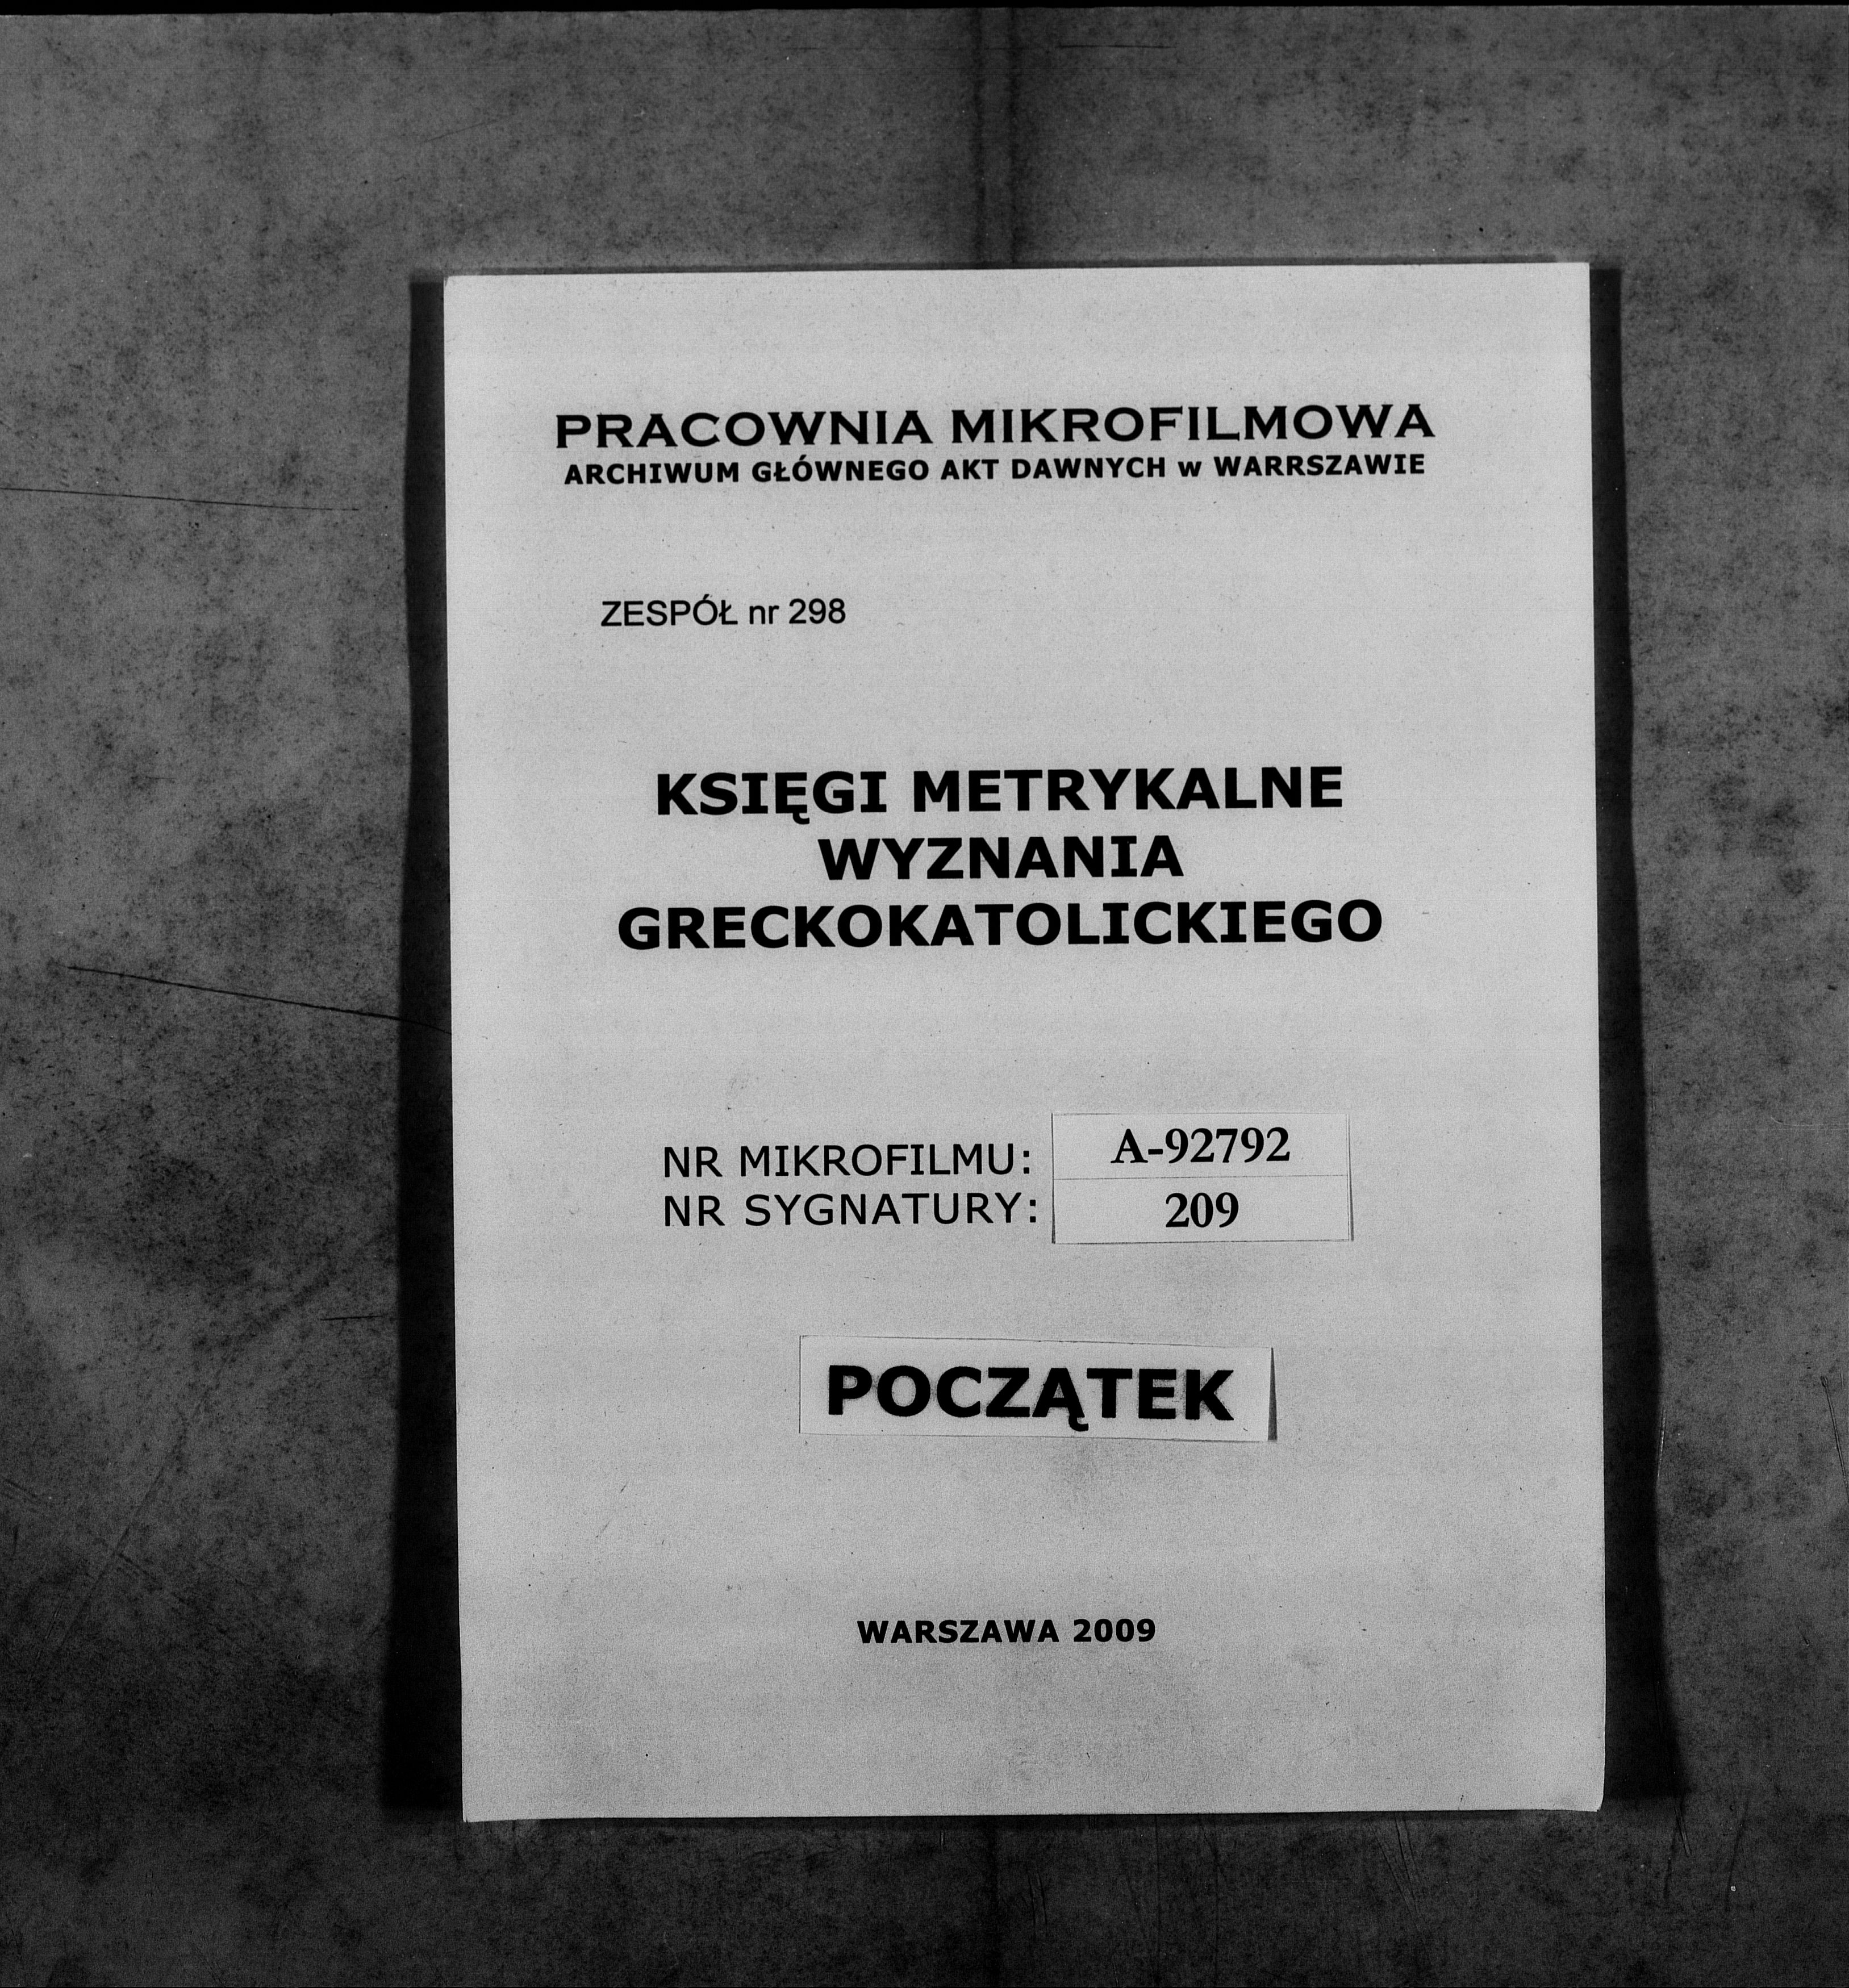 PRACOWNIA MIKROFILMOWA
ARCHIWUM GŁÓWNEGO AKT DAWNYCH w WARRSZAWIE
ZESPÓŁ nr 298
KSIĘGI METRYKALNE
WYZNANIA
GRECKOKATOLICKIEGO
NR MIKROFILMU: A-92792
NR SYGNATURY: 209
POCZĄTEK
WARSZAWA 2009